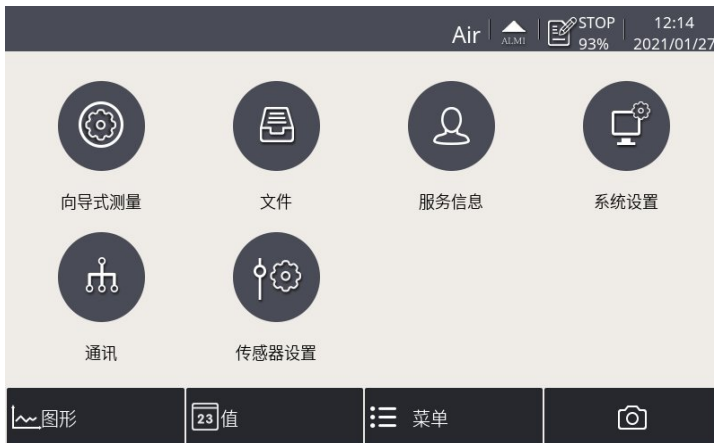 Air
ALM1
STOP
93%
12:14
2021/01/27
向导式测量
文件
服务信息
系统设置
通讯
传感器设置
图形
23
值
菜单